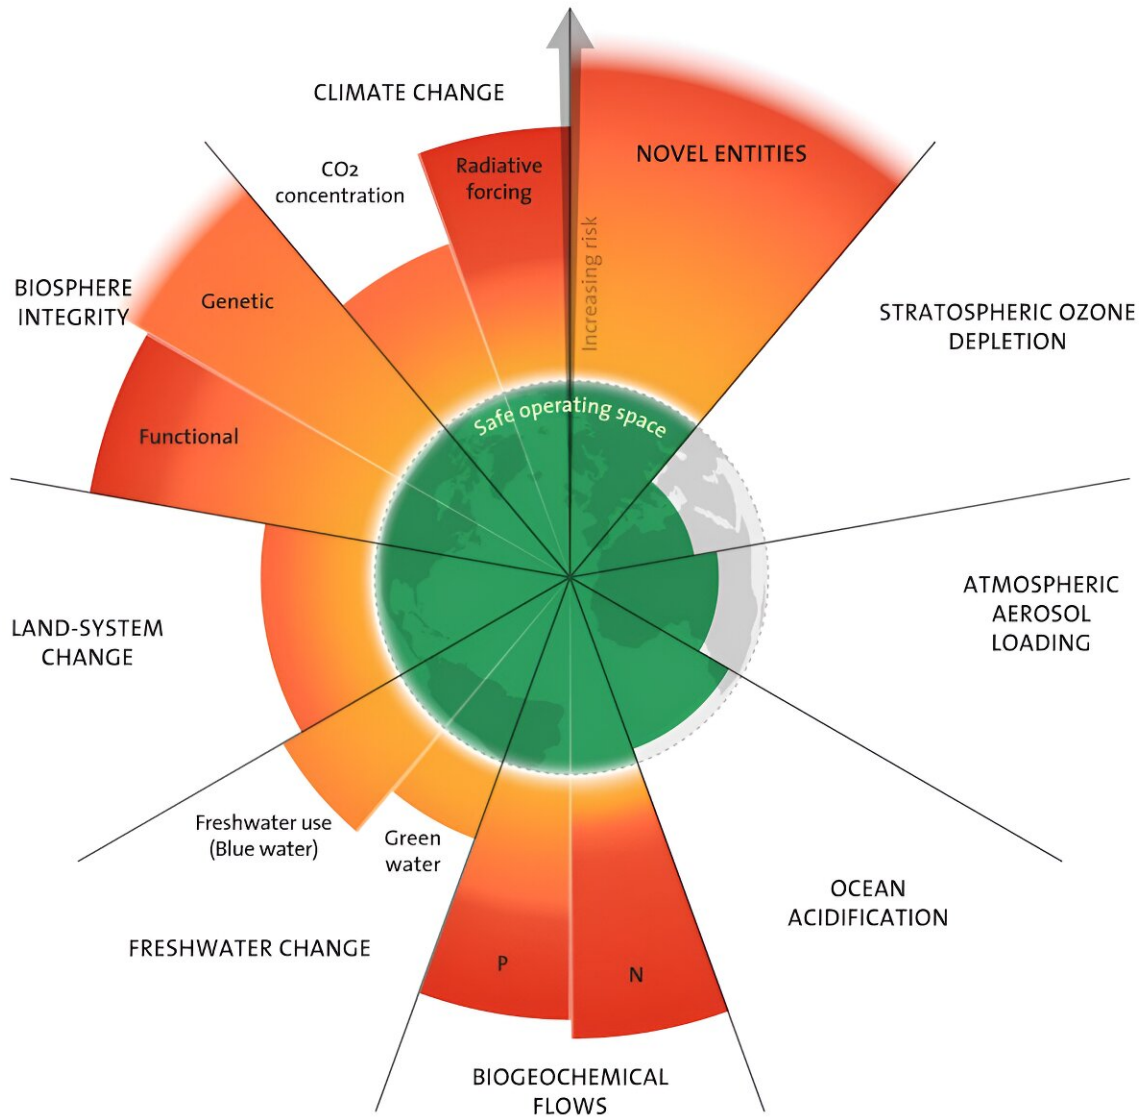 CLIMATE CHANGE
CO2
concentration
Radiative
forcing
NOVEL ENTITIES
Increasing risk
BIOSPHERE
INTEGRITY
Genetic
Functional
STRATOSPHERIC OZONE
DEPLETION
Safe operating space
ATMOSPHERIC
AEROSOL
LOADING
LAND-SYSTEM
CHANGE
Freshwater use
(Blue water)
Green
water
FRESHWATER CHANGE
P
N
OCEAN
ACIDIFICATION
BIOGEOCHEMICAL
FLOWS